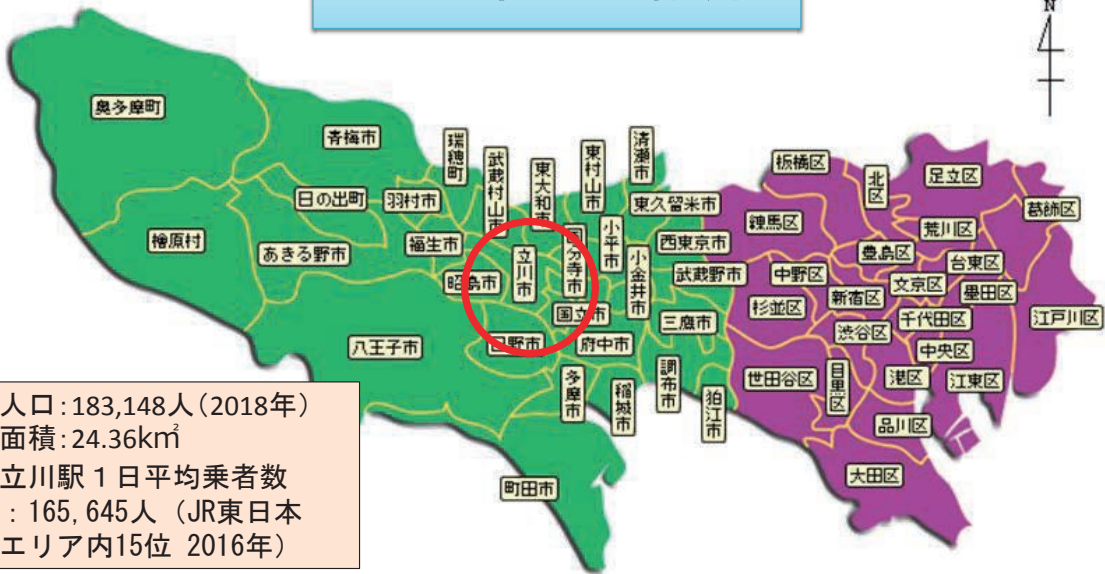 N
奥多摩町
青梅市
瑞穂町
武蔵村山市
東大和市
東村山市
清瀬市
板橋区
北区
足立区
葛飾区
日の出町
羽村市
東久留米市
練馬区
荒川区
檜原村
あきる野市
福生市
立川市
国分寺市
小平市
西東京市
豊島区
台東区
昭島市
小金井市
武蔵野市
中野区
文京区
墨田区
新宿区
杉並区
国立市
三鷹市
千代田区
江戸川区
渋谷区
八王子市
日野市
府中市
中央区
世田谷区
目黒区
港区
江東区
多摩市
稲城市
調布市
狛江市
品川区
大田区
町田市
人口:183,148人(2018年)
面積:24.36k㎡
立川駅1日平均乗者数
:165,645人(JR東日本
エリア内15位 2016年)